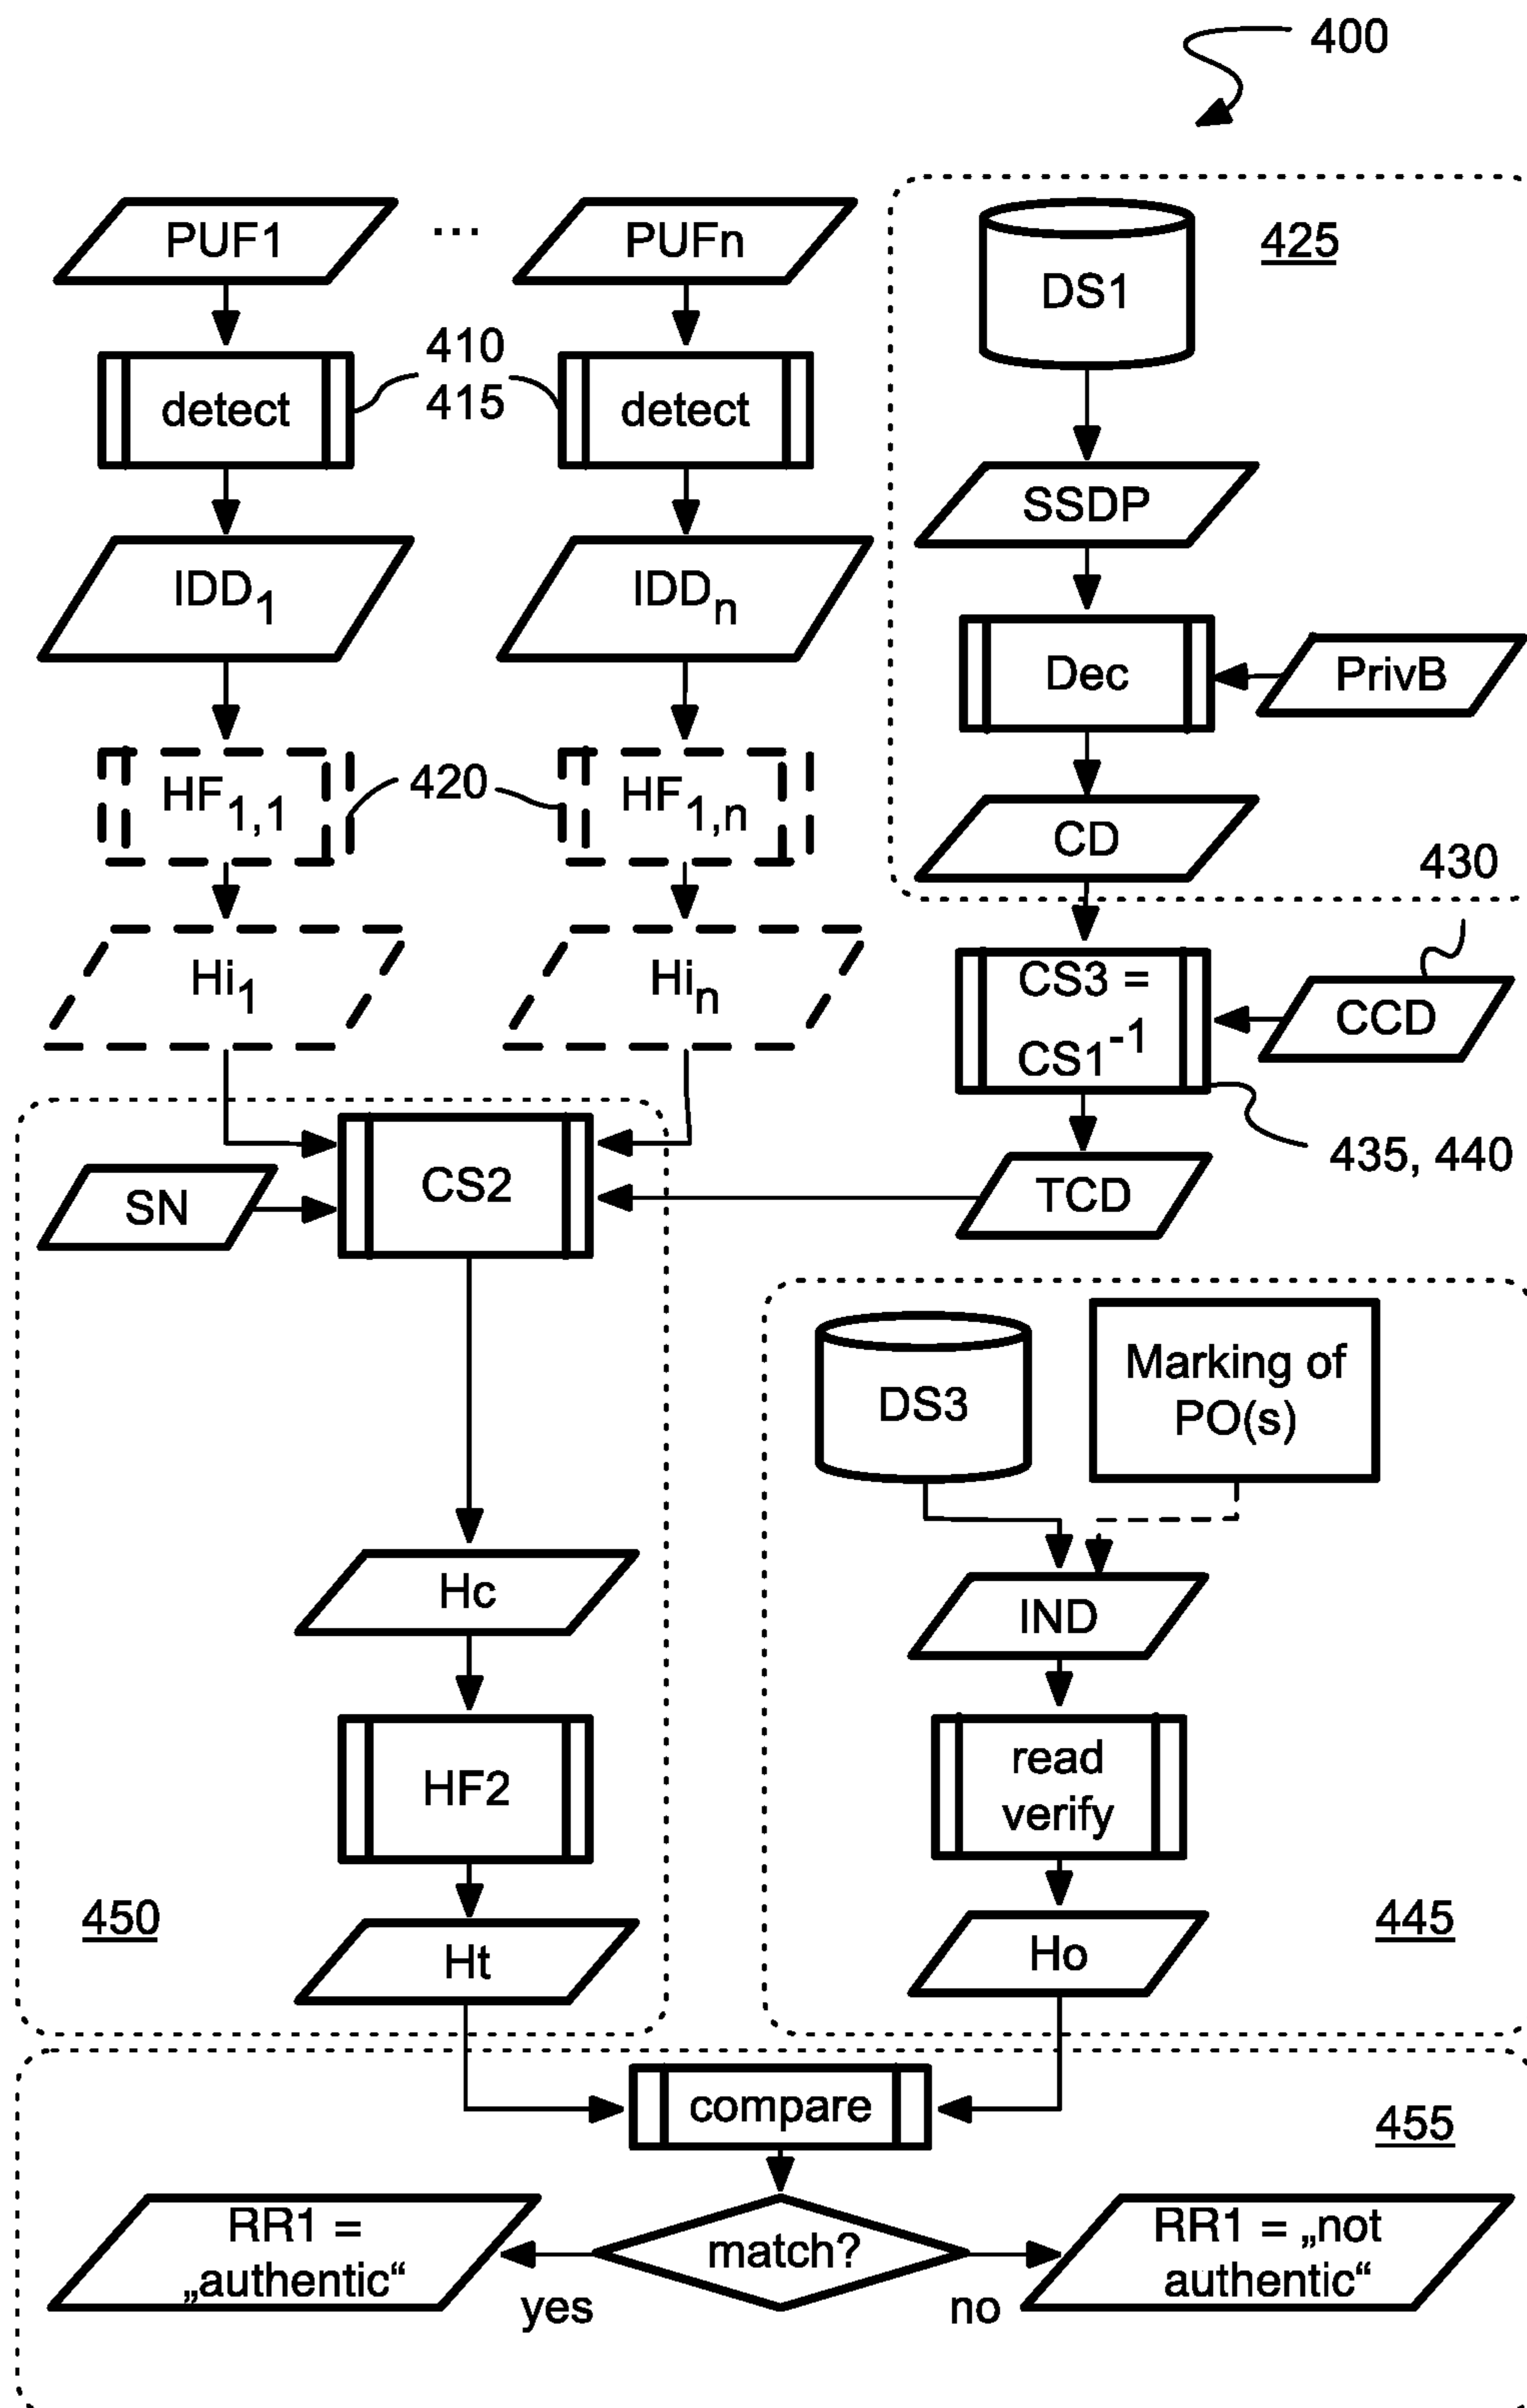 400
PUF1
...
PUFn
DS1
425
detect
410
415
detect
SSDP
IDD1
IDDn
Dec
PrivB
HF1,1
420
HF1,n
CD
430
Hi1
Hin
CS3 =
CS1-1
CCD
435, 440
SN
CS2
TCD
DS3
Marking of
PO(s)
Hc
IND
HF2
read
verify
450
Ht
Ho
445
compare
455
RR1 =
„authentic“
match?
RR1 = „not
authentic“
yes
no